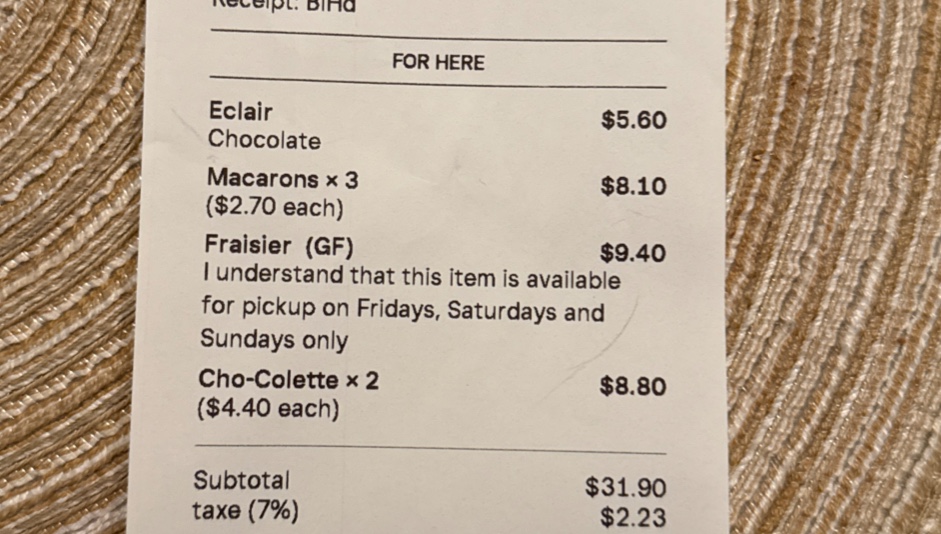 Receipt: BlHd
FOR HERE
Eclair $5.60
Chocolate
Macarons × 3 $8.10
($2.70 each)
Fraisier (GF) $9.40
I understand that this item is available
for pickup on Fridays, Saturdays and
Sundays only
Cho-Colette × 2 $8.80
($4.40 each)
Subtotal $31.90
taxe (7%) $2.23